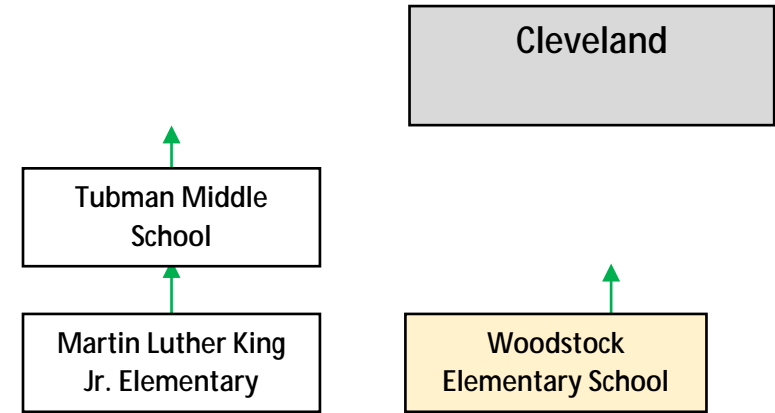 Cleveland
Tubman Middle
School
Martin Luther King
Jr. Elementary
Woodstock
Elementary School